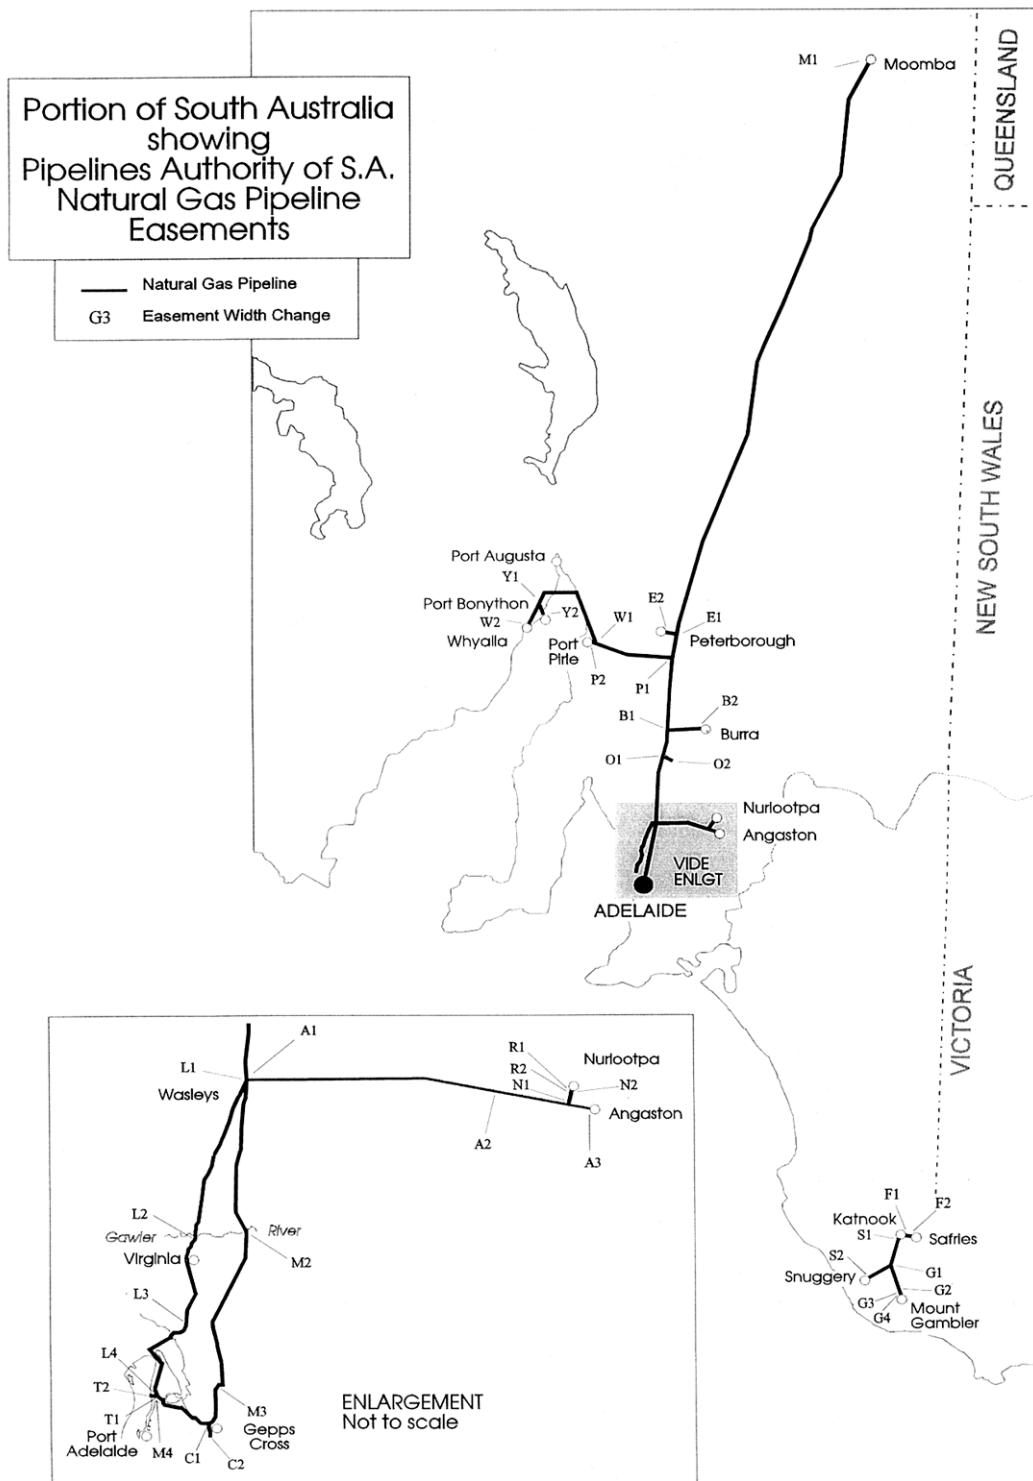 Portion of South Australia
showing
Pipelines Authority of S.A.
Natural Gas Pipeline
Easements
Natural Gas Pipeline
G3 Easement Width Change
M1
Moomba
QUEENSLAND
NEW SOUTH WALES
VICTORIA
Port Augusta
Y1
Port Bonython
W2
Y2
Whyalla
W1
Port
Pirie
P2
E2
E1
Peterborough
P1
B1
B2
Burra
O1
O2
Nurlootpa
Angaston
VIDE
ENLGT
ADELAIDE
A1
L1
Wasleys
R1
Nurlootpa
R2
N1
N2
Angaston
A2
A3
L2
Gawler
River
Virginia
M2
L3
L4
T2
T1
Port
Adelaide
M4
C1
C2
M3
Gepps
Cross
ENLARGEMENT
Not to scale
F1
F2
Katnook
S1
Safries
S2
Snuggery
G1
G2
G3
G4
Mount
Gambier